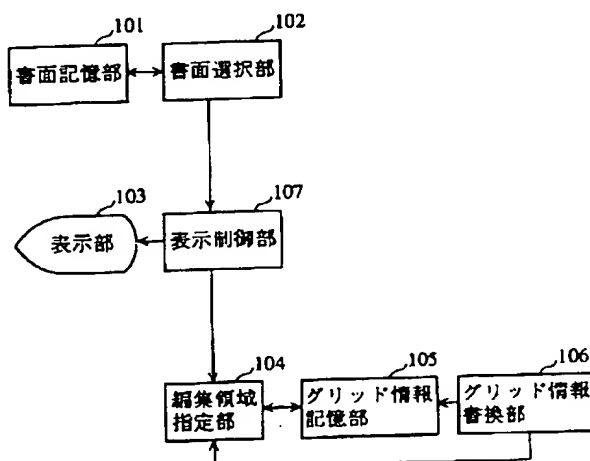 101
102
書面記憶部
書面選択部
103
107
表示部
表示制御部
104
105
106
編集領域
指定部
グリッド情報
記憶部
グリッド情報
書換部